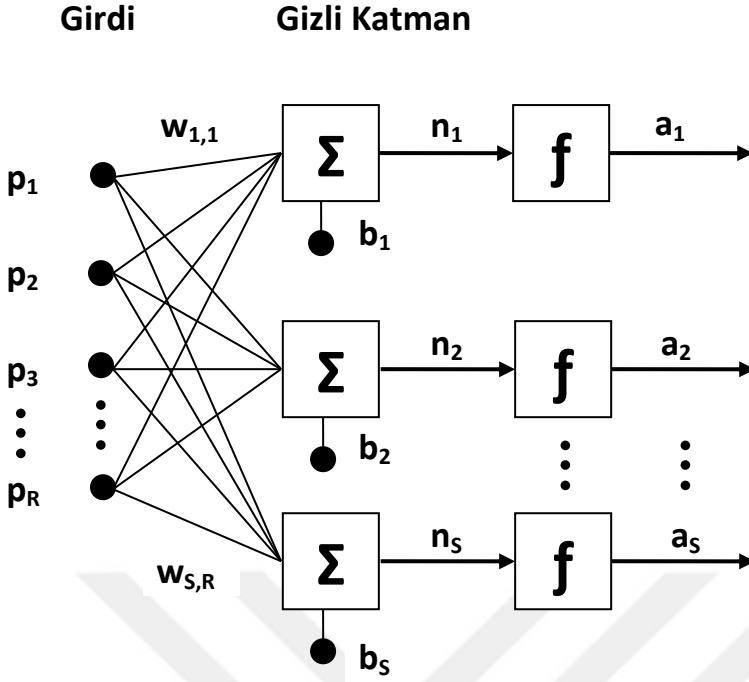 Girdi Gizli Katman
w1,1 Σ n1 ƒ a1
p1
b1
p2
Σ n2 ƒ a2
p3
b2
pR
Σ nS ƒ aS
wS,R
bS